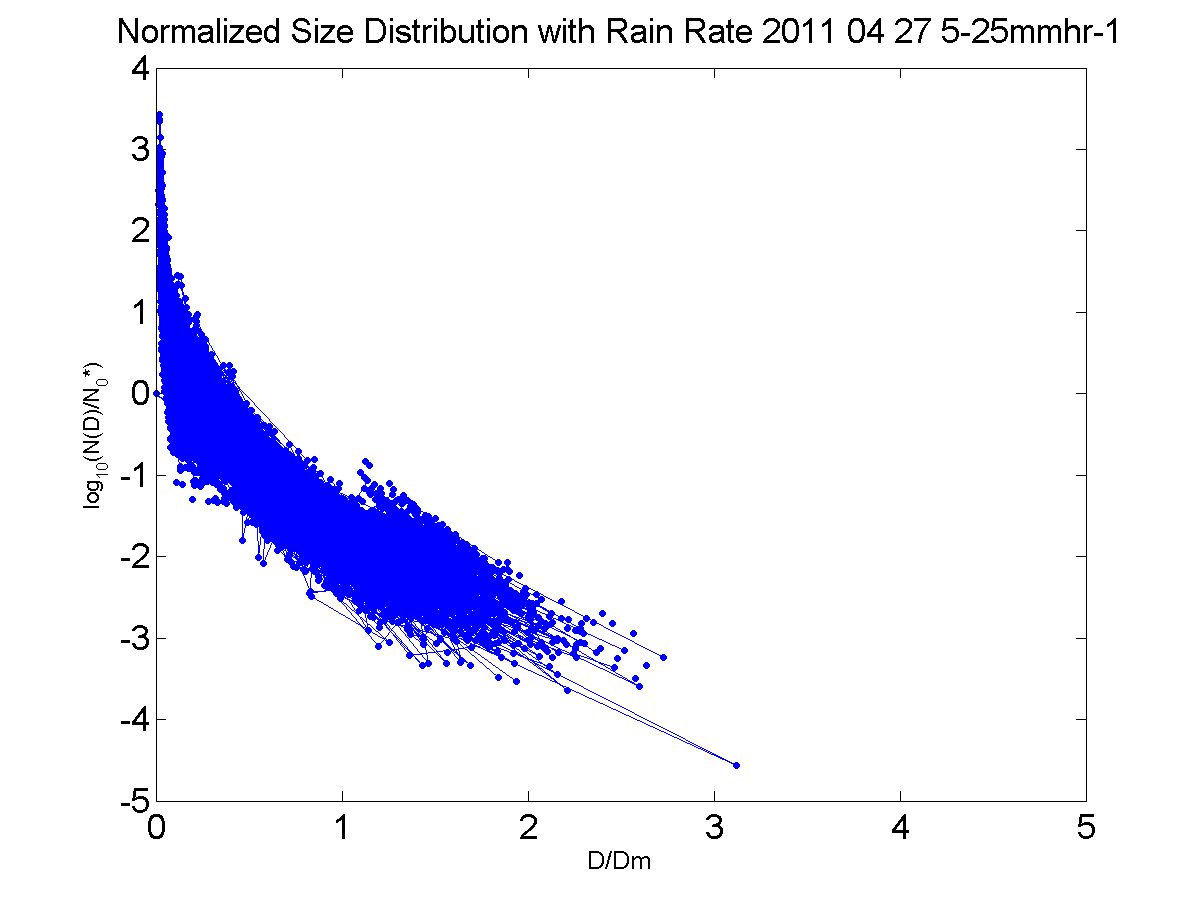 Normalized Size Distribution with Rain Rate 2011 04 27 5-25mmhr-1
4
3
2
1
0
-1
-2
-3
-4
-5
log10(N(D)/N0*)
0 1 2 3 4 5
D/Dm